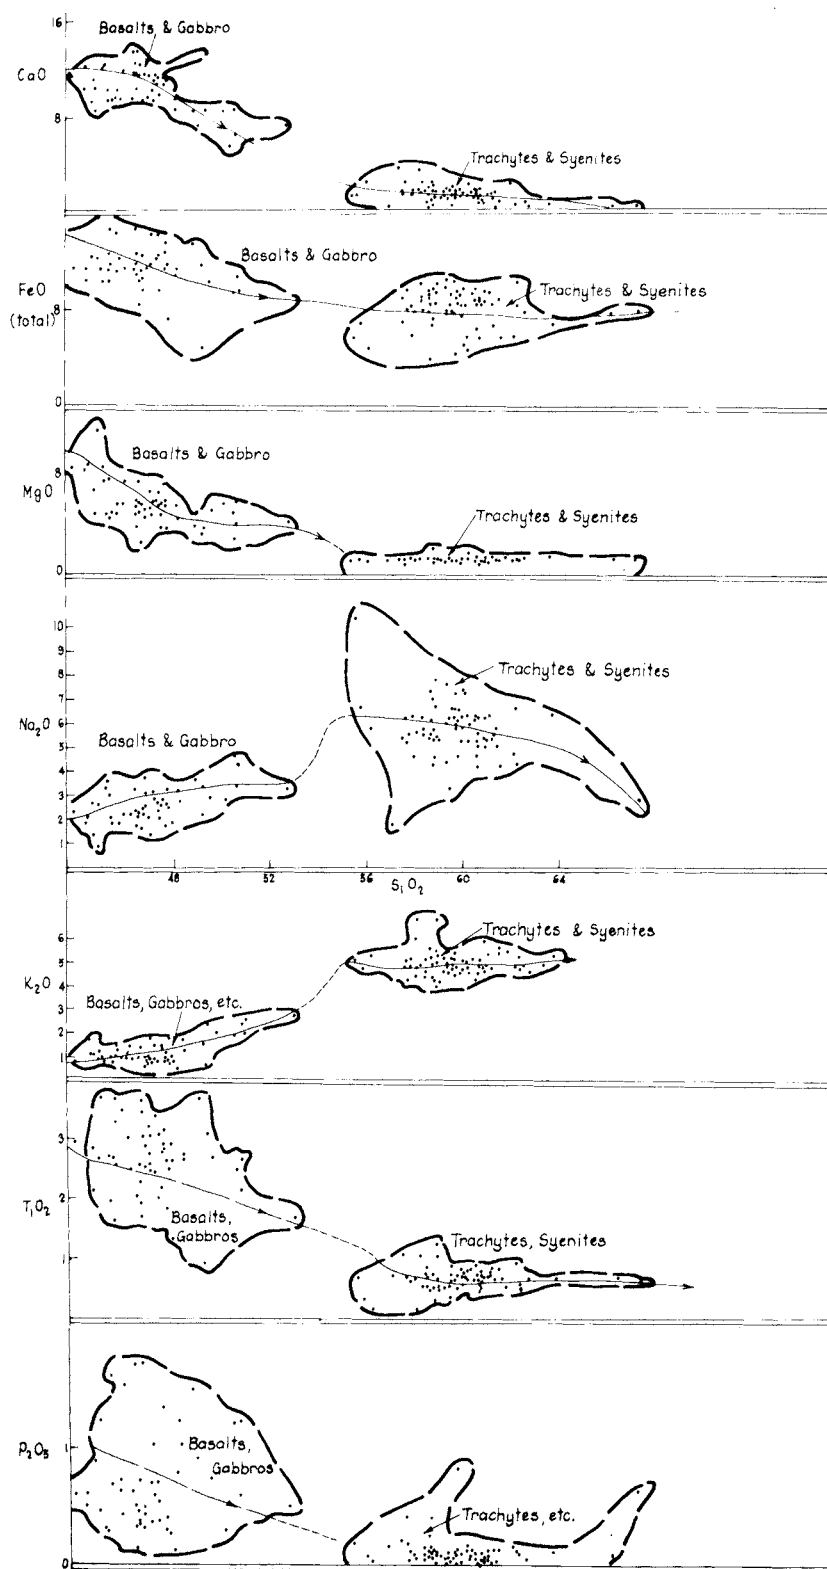 16
Basalts & Gabbro
CaO
8
Trachytes & Syenites
Basalts & Gabbro
FeO
(total)
8
Trachytes & Syenites
0
Basalts & Gabbro
8
MgO
Trachytes & Syenites
0
10
9
8
Trachytes & Syenites
7
Na2O
6
Basalts & Gabbro
5
4
3
2
1
48
52
56
60
64
SiO2
6
Trachytes & Syenites
5
K2O
4
3
Basalts, Gabbros, etc.
2
1
3
2
TiO2
Basalts,
Gabbros
Trachytes, Syenites
1
P2O5
1
Basalts,
Gabbros
Trachytes, etc.
0